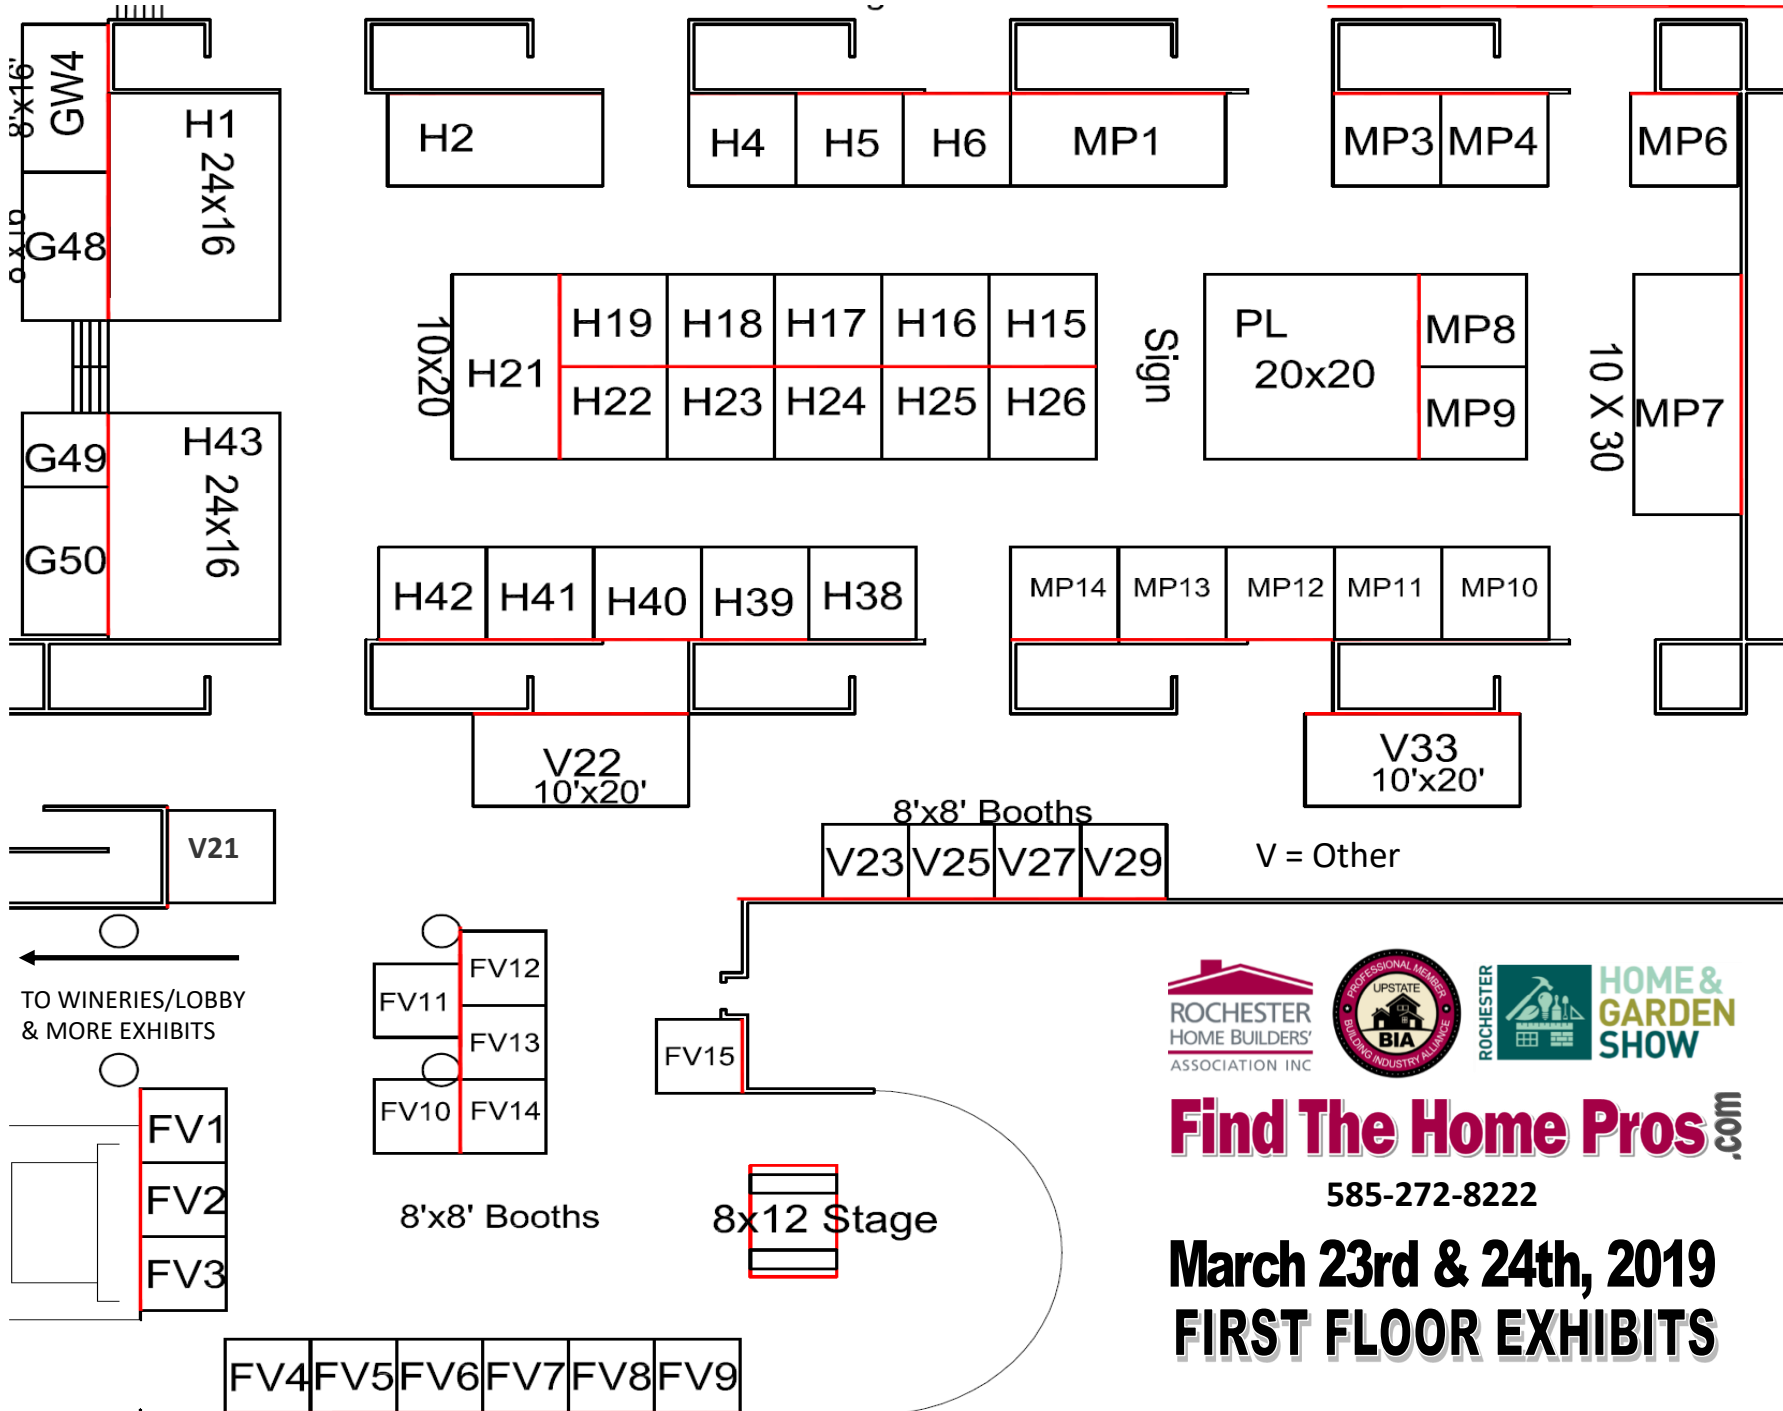 8'x16'
GW4
H1
24x16
H2
H4
H5
H6
MP1
MP3
MP4
MP6
G48
10x20
H21
H19
H18
H17
H16
H15
H22
H23
H24
H25
H26
Sign
PL
20x20
MP8
MP9
10 X 30
MP7
G49
H43
24x16
G50
H42
H41
H40
H39
H38
MP14
MP13
MP12
MP11
MP10
V22
10'x20'
V33
10'x20'
V21
8'x8' Booths
V23
V25
V27
V29
V = Other
TO WINERIES/LOBBY
& MORE EXHIBITS
FV12
FV11
FV13
FV10
FV14
FV15
FV1
FV2
FV3
8'x8' Booths
8x12 Stage
FV4
FV5
FV6
FV7
FV8
FV9
ROCHESTER
HOME BUILDERS'
ASSOCIATION INC
PROFESSIONAL MEMBER
UPSTATE
BIA
BUILDING INDUSTRY ALLIANCE
ROCHESTER
HOME &
GARDEN
SHOW
Find The Home Pros.com
585-272-8222
March 23rd & 24th, 2019
FIRST FLOOR EXHIBITS